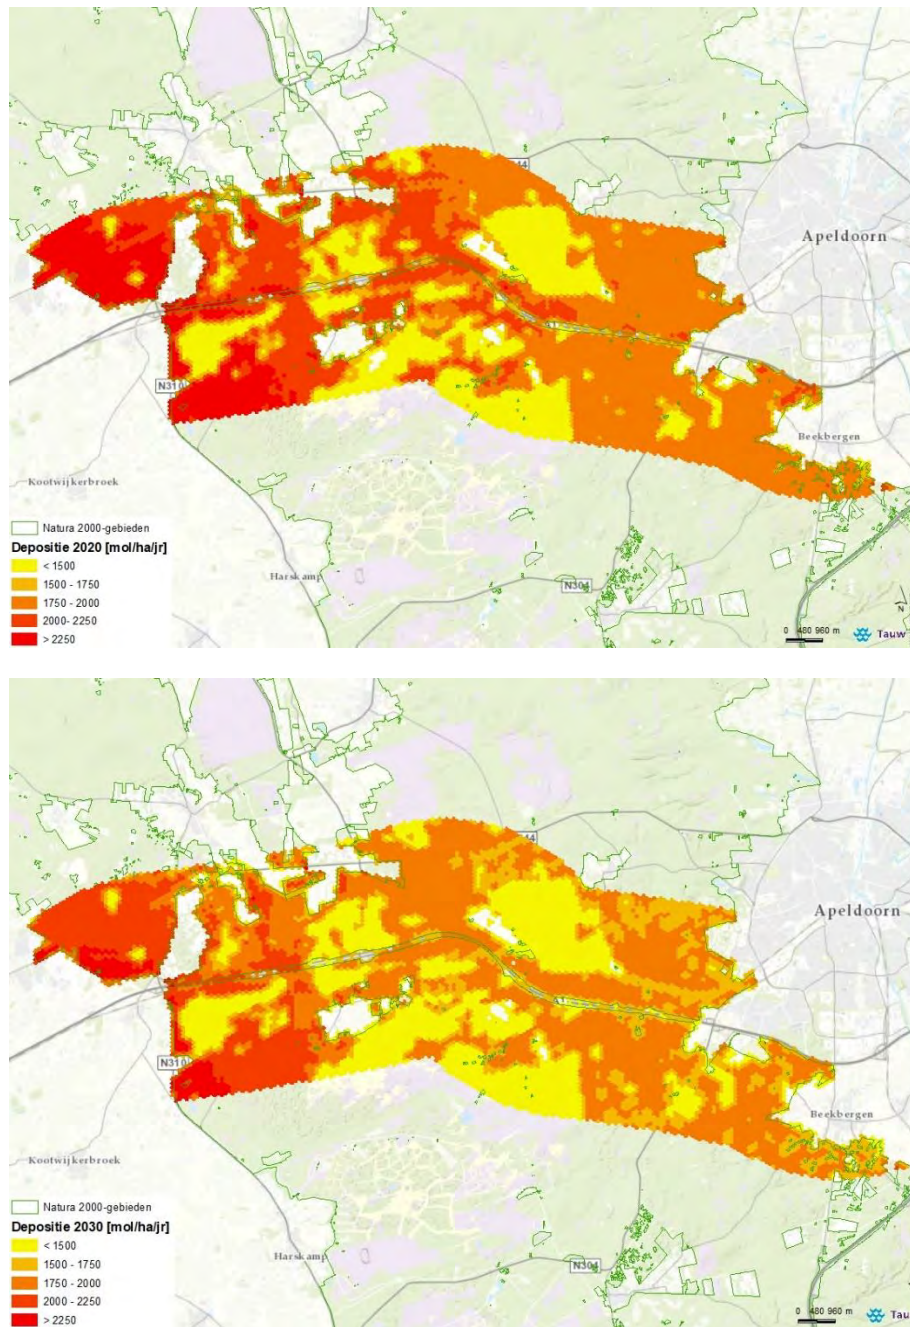 Apeldoorn
N310
Beekbergen
Kootwijkerbroek
Natura 2000-gebieden
Depositie 2020 [mol/ha/jr]
< 1500
1500 - 1750
1750 - 2000
2000- 2250
> 2250
Harskamp
N304
N
0 480 960 m
Tauw
Apeldoorn
N310
Beekbergen
Kootwijkerbroek
Natura 2000-gebieden
Depositie 2030 [mol/ha/jr]
< 1500
1500 - 1750
1750 - 2000
2000 - 2250
> 2250
Harskamp
N304
0 480 960 m
Tau